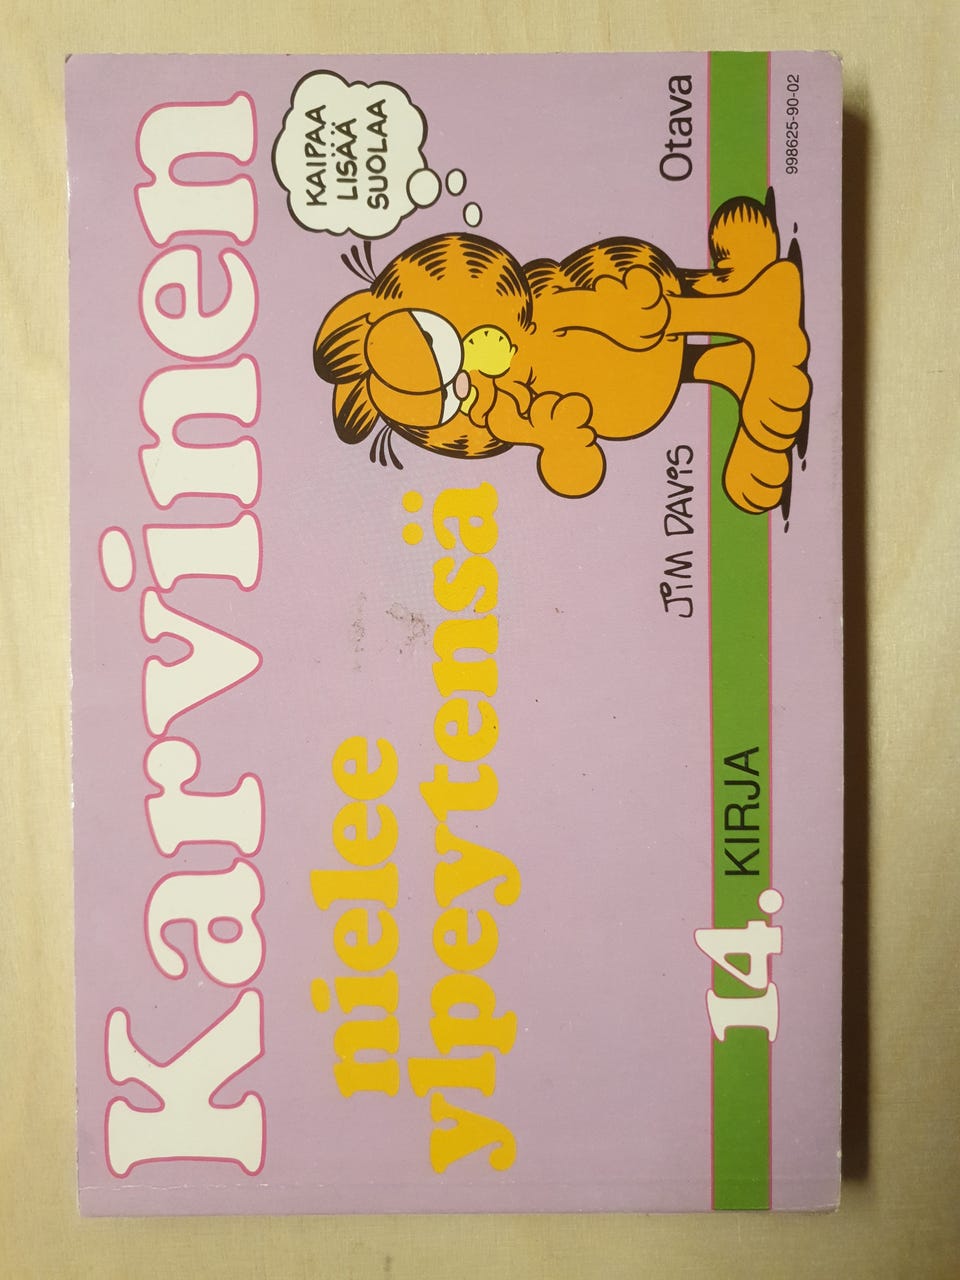 Karvinen
KAIPAA
LISÄÄ
SUOLAA
nielee
ylpeytensä
JIM DAVIS
Otava
14. KIRJA
998625-90-02